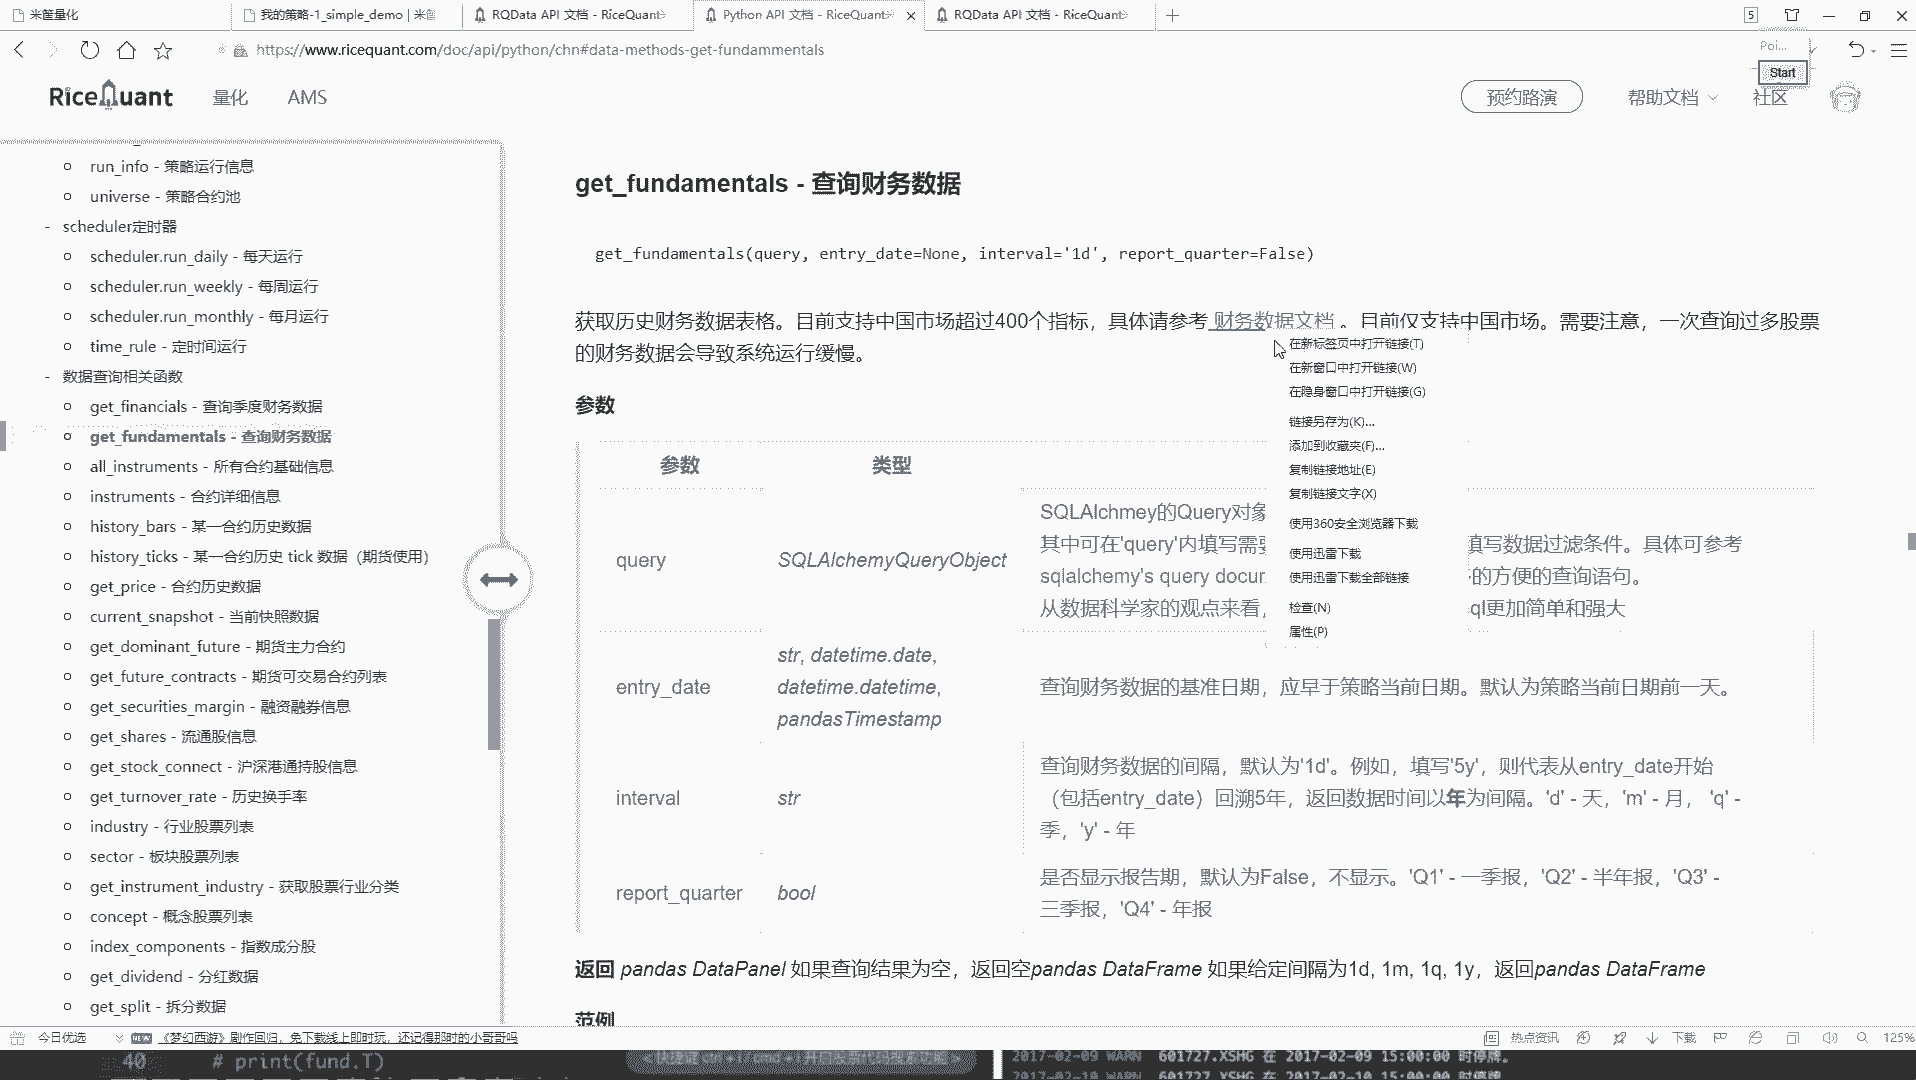 米筐量化
我的策略-1_simple_demo | 米筐
RQData API 文档 - RiceQuant
Python API 文档 - RiceQuant
RQData API 文档 - RiceQuant
5
https://www.ricequant.com/doc/api/python/chn#data-methods-get-fundammentals
Poi...
Start
RiceQuant
量化
AMS
预约路演
帮助文档
社区
run_info - 策略运行信息
universe - 策略合约池
- scheduler定时器
scheduler.run_daily - 每天运行
scheduler.run_weekly - 每周运行
scheduler.run_monthly - 每月运行
time_rule - 定时间运行
- 数据查询相关函数
get_financials - 查询季度财务数据
get_fundamentals - 查询财务数据
all_instruments - 所有合约基础信息
instruments - 合约详细信息
history_bars - 某一合约历史数据
history_ticks - 某一合约历史 tick 数据（期货使用）
get_price - 合约历史数据
current_snapshot - 当前快照数据
get_dominant_future - 期货主力合约
get_future_contracts - 期货可交易合约列表
get_securities_margin - 融资融券信息
get_shares - 流通股信息
get_stock_connect - 沪深港通持股信息
get_turnover_rate - 历史换手率
industry - 行业股票列表
sector - 板块股票列表
get_instrument_industry - 获取股票行业分类
concept - 概念股票列表
index_components - 指数成分股
get_dividend - 分红数据
get_split - 拆分数据
get_fundamentals - 查询财务数据
get_fundamentals(query, entry_date=None, interval='1d', report_quarter=False)
获取历史财务数据表格。目前支持中国市场超过400个指标，具体请参考 财务数据文档 。目前仅支持中国市场。需要注意，一次查询过多股票
的财务数据会导致系统运行缓慢。
参数
参数
类型
query
SQLAlchemyQueryObject
SQLAlchmey的Query对象
其中可在'query'内填写需要
填写数据过滤条件。具体可参考
sqlalchemy's query docum
的方便的查询语句。
从数据科学家的观点来看，
ql更加简单和强大
entry_date
str, datetime.date,
datetime.datetime,
pandasTimestamp
查询财务数据的基准日期，应早于策略当前日期。默认为策略当前日期前一天。
interval
str
查询财务数据的间隔，默认为'1d'。例如，填写'5y'，则代表从entry_date开始
（包括entry_date）回溯5年，返回数据时间以年为间隔。'd' - 天，'m' - 月， 'q' -
季，'y' - 年
report_quarter
bool
是否显示报告期，默认为False，不显示。'Q1' - 一季报，'Q2' - 半年报，'Q3' -
三季报，'Q4' - 年报
返回 pandas DataPanel 如果查询结果为空，返回空pandas DataFrame 如果给定间隔为1d, 1m, 1q, 1y，返回pandas DataFrame
范例
在新标签页中打开链接(T)
在新窗口中打开链接(W)
在隐身窗口中打开链接(G)
链接另存为(K)...
添加到收藏夹(F)...
复制链接地址(E)
复制链接文字(X)
使用360安全浏览器下载
使用迅雷下载
使用迅雷下载全部链接
检查(N)
属性(P)
今日优选
NEW
《梦幻西游》剧作回归，免下载线上即时玩，还记得那时的小哥哥吗
热点资讯
下载
125%
40 # print(fund.T)
2017-02-09 WARN 601727.XSHG 在 2017-02-09 15:00:00 时停牌。
2017-02-10 WARN 601727.XSHG 在 2017-02-10 15:00:00 时停牌。